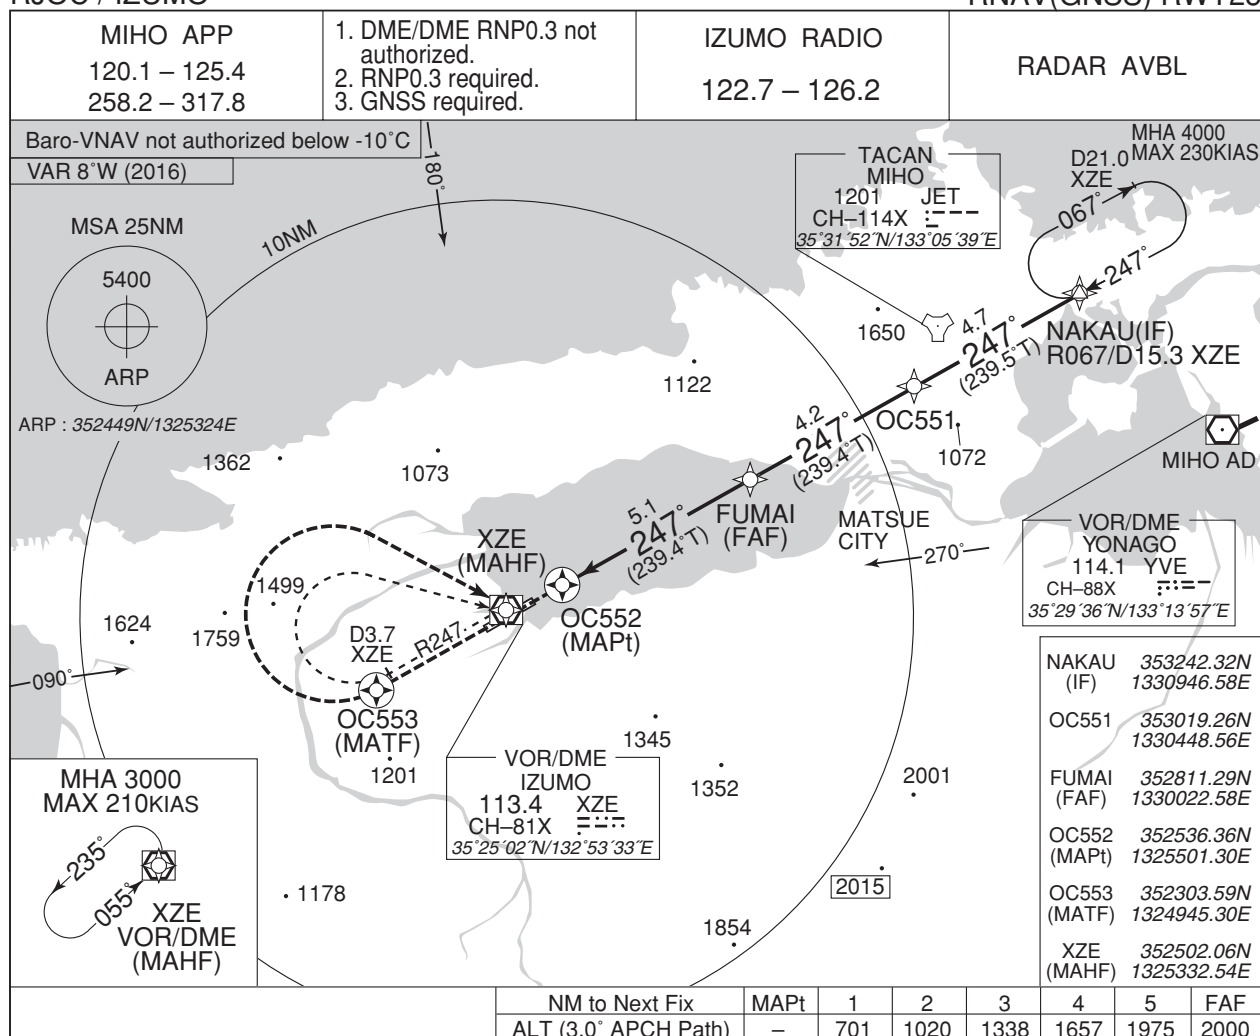 RJOC / IZUMO
RNAV(GNSS) RWY25
MIHO APP
120.1 – 125.4
258.2 – 317.8
1. DME/DME RNP0.3 not
authorized.
2. RNP0.3 required.
3. GNSS required.
IZUMO RADIO
122.7 – 126.2
RADAR AVBL
Baro-VNAV not authorized below -10˚C
VAR 8˚W (2016)
180˚
MSA 25NM
5400
ARP
ARP : 352449N/1325324E
10NM
TACAN
MIHO
1201 JET
CH–114X
35˚31´52˝N/133˚05´39˝E
D21.0
XZE
MHA 4000
MAX 230KIAS
067˚
247˚
NAKAU(IF)
R067/D15.3 XZE
4.7
247˚
(239.5˚T)
1650
1122
OC551
1072
MIHO AD
4.2
247˚
(239.4˚T)
1362
1073
FUMAI
(FAF)
MATSUE
CITY
5.1
247˚
(239.4˚T)
270˚
XZE
(MAHF)
OC552
(MAPt)
VOR/DME
YONAGO
114.1 YVE
CH–88X
35˚29´36˝N/133˚13´57˝E
1499
1624
1759
D3.7
XZE
R247
090˚
OC553
(MATF)
1201
1345
1352
2001
VOR/DME
IZUMO
113.4 XZE
CH–81X
35˚25´02˝N/132˚53´33˝E
MHA 3000
MAX 210KIAS
235˚
055˚
XZE
VOR/DME
(MAHF)
1178
2015
1854
NAKAU 353242.32N
(IF) 1330946.58E
OC551 353019.26N
1330448.56E
FUMAI 352811.29N
(FAF) 1330022.58E
OC552 352536.36N
(MAPt) 1325501.30E
OC553 352303.59N
(MATF) 1324945.30E
XZE 352502.06N
(MAHF) 1325332.54E
NM to Next Fix MAPt 1 2 3 4 5 FAF
ALT (3.0˚ APCH Path) – 701 1020 1338 1657 1975 2000